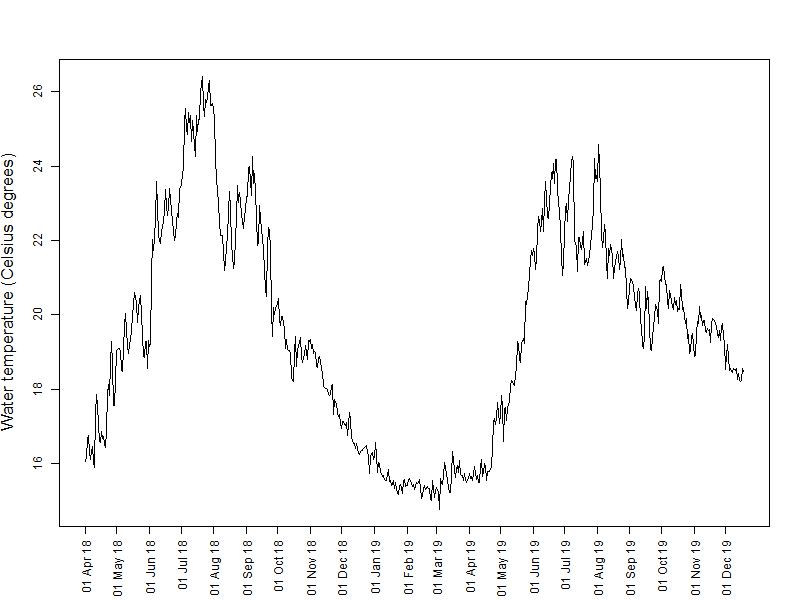 Water temperature (Celsius degrees)
26
24
22
20
18
16
01 Apr 18
01 May 18
01 Jun 18
01 Jul 18
01 Aug 18
01 Sep 18
01 Oct 18
01 Nov 18
01 Dec 18
01 Jan 19
01 Feb 19
01 Mar 19
01 Apr 19
01 May 19
01 Jun 19
01 Jul 19
01 Aug 19
01 Sep 19
01 Oct 19
01 Nov 19
01 Dec 19